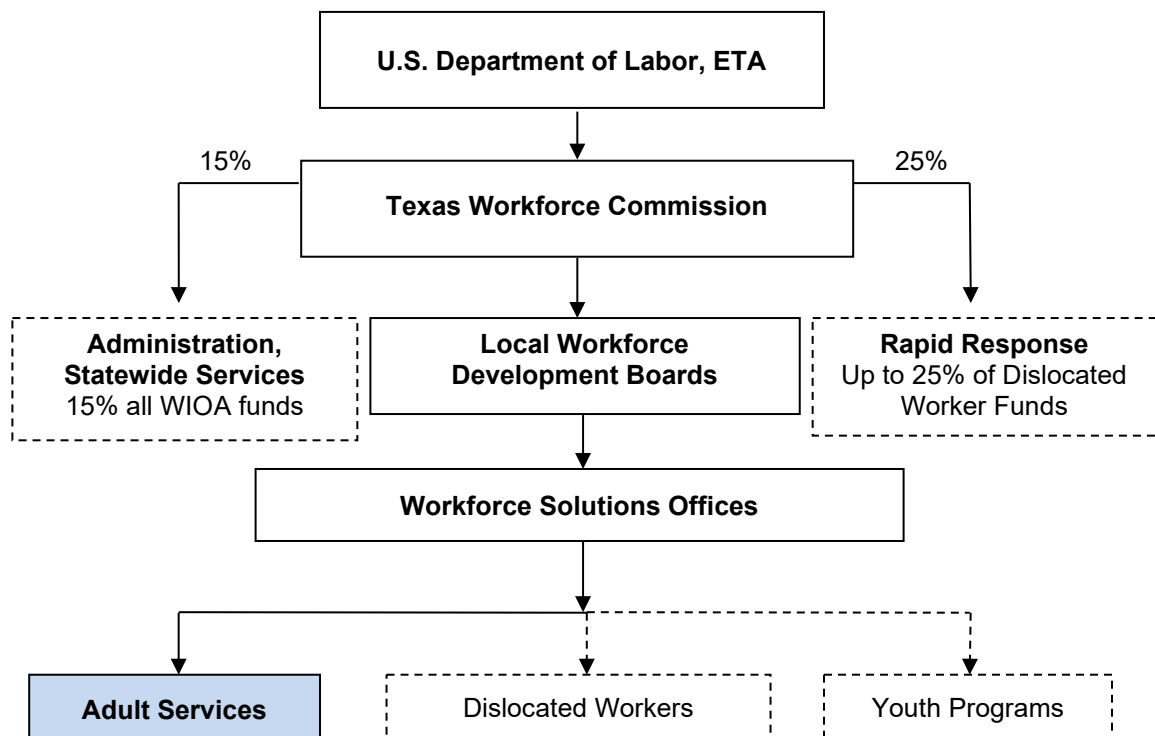 U.S. Department of Labor, ETA
15%
25%
Texas Workforce Commission
Administration,
Statewide Services
15% all WIOA funds
Local Workforce
Development Boards
Rapid Response
Up to 25% of Dislocated
Worker Funds
Workforce Solutions Offices
Adult Services
Dislocated Workers
Youth Programs